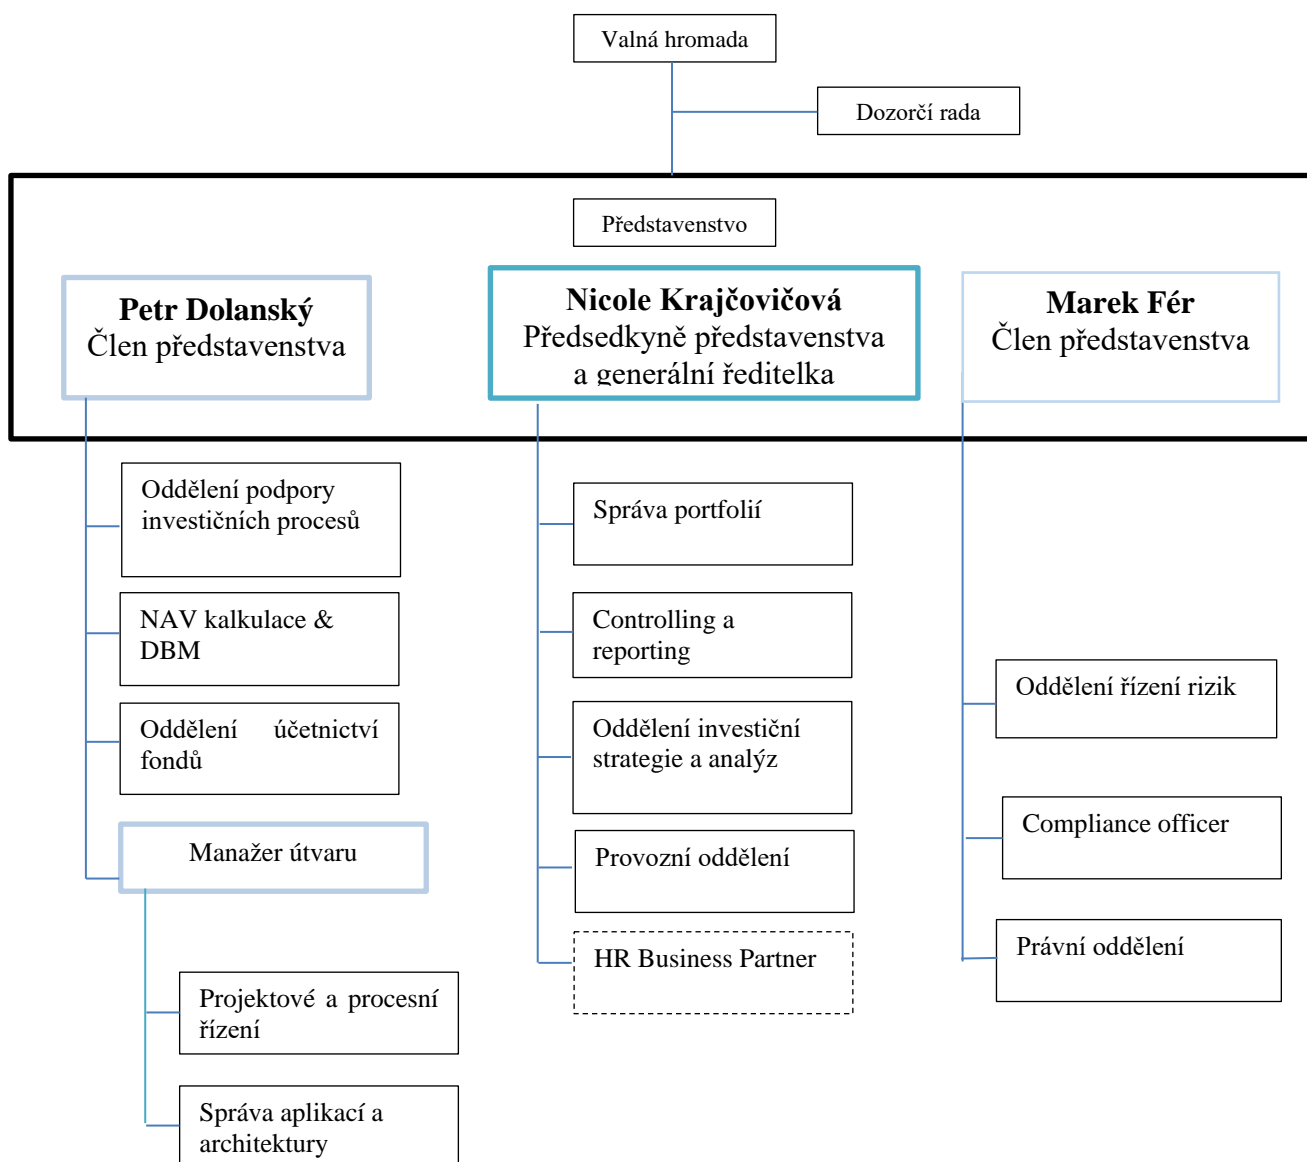 Valná hromada
Dozorčí rada
Představenstvo
Petr Dolanský
Člen představenstva
Nicole Krajčovičová
Předsedkyně představenstva
a generální ředitelka
Marek Fér
Člen představenstva
Oddělení podpory
investičních procesů
NAV kalkulace &
DBM
Oddělení účetnictví
fondů
Manažer útvaru
Projektové a procesní
řízení
Správa aplikací a
architektury
Správa portfolií
Controlling a
reporting
Oddělení investiční
strategie a analýz
Provozní oddělení
HR Business Partner
Oddělení řízení rizik
Compliance officer
Právní oddělení